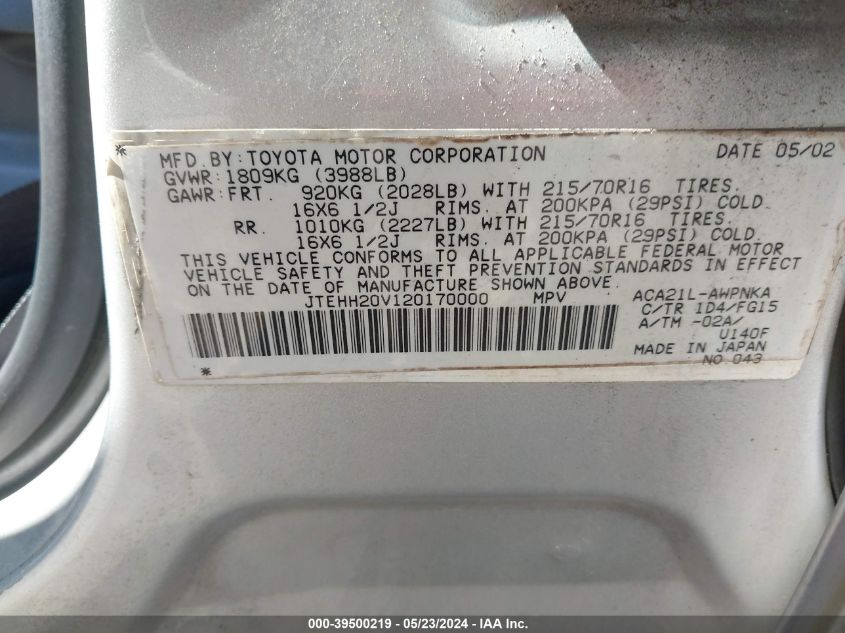 MFD. BY: TOYOTA MOTOR CORPORATION DATE 05/02
GVWR: 1809KG (3988LB)
GAWR: FRT. 920KG (2028LB) WITH 215/70R16 TIRES.
16X6 1/2J RIMS. AT 200KPA (29PSI) COLD.
RR. 1010KG (2227LB) WITH 215/70R16 TIRES.
16X6 1/2J RIMS. AT 200KPA (29PSI) COLD.
THIS VEHICLE CONFORMS TO ALL APPLICABLE FEDERAL MOTOR
VEHICLE SAFETY AND THEFT PREVENTION STANDARDS IN EFFECT
ON THE DATE OF MANUFACTURE SHOWN ABOVE.
JTEHH20V120170000 MPV ACA21L-AWPNKA
C/TR 1D4/FG15
A/TM -02A/
U140F
MADE IN JAPAN
NO 043
000-39500219 - 05/23/2024 - IAA Inc.